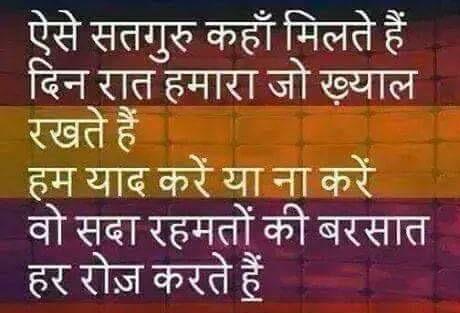 ऐसे सतगुरु कहाँ मिलते हैं
दिन रात हमारा जो ख़्याल
रखते हैं
हम याद करें या ना करें
वो सदा रहमतों की बरसात
हर रोज़ करते हैं